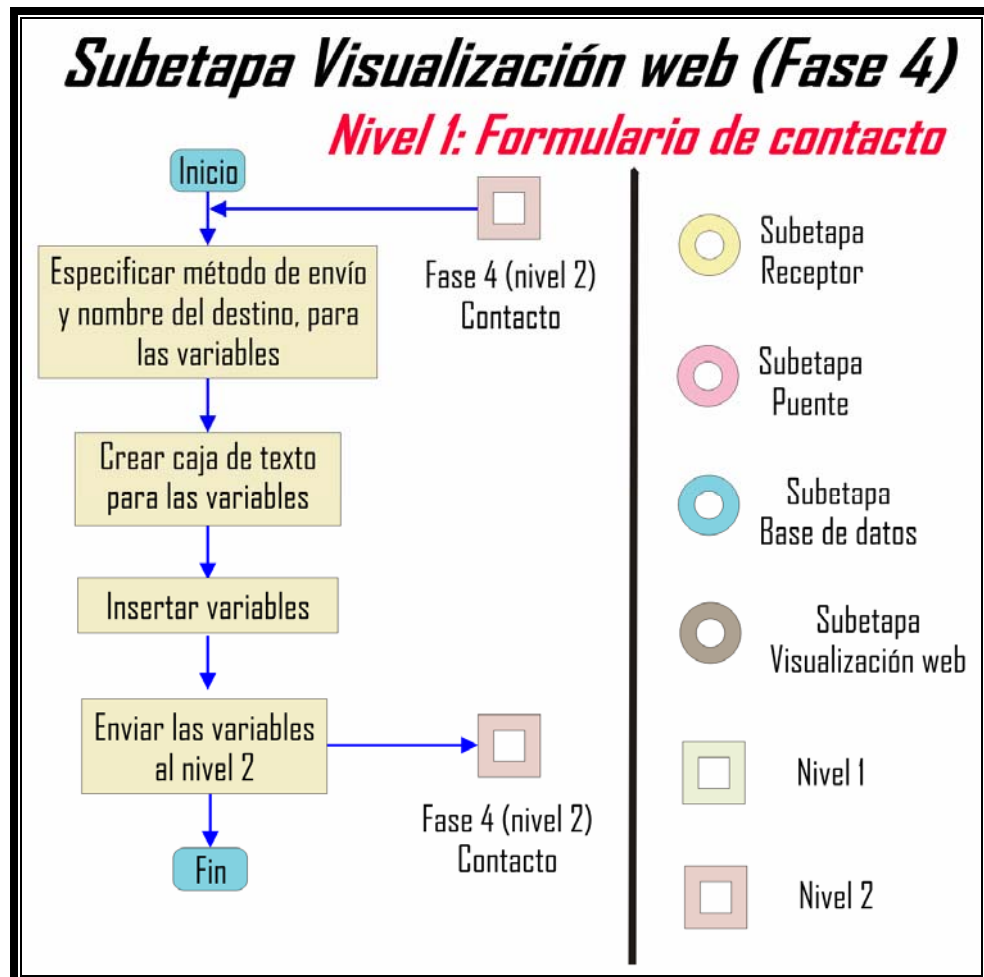 Subetapa Visualización web (Fase 4)
Nivel 1: Formulario de contacto
Inicio
Fase 4 (nivel 2)
Contacto
Especificar método de envío
y nombre del destino, para
las variables
Crear caja de texto
para las variables
Insertar variables
Enviar las variables
al nivel 2
Fase 4 (nivel 2)
Contacto
Fin
Subetapa
Receptor
Subetapa
Puente
Subetapa
Base de datos
Subetapa
Visualización web
Nivel 1
Nivel 2